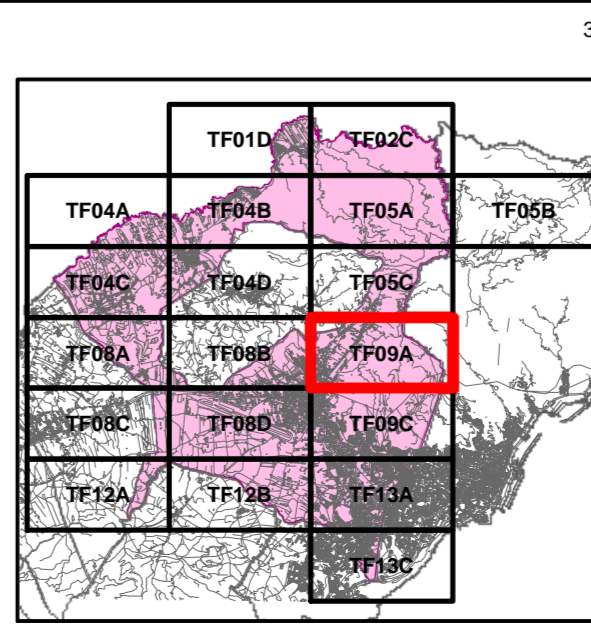 3
TF01D TF02C
TF04A TF04B TF05A TF05B
TF04C TF04D TF05C
TF08A TF08B TF09A
TF08C TF08D TF09C
TF12A TF12B TF13A
TF13C